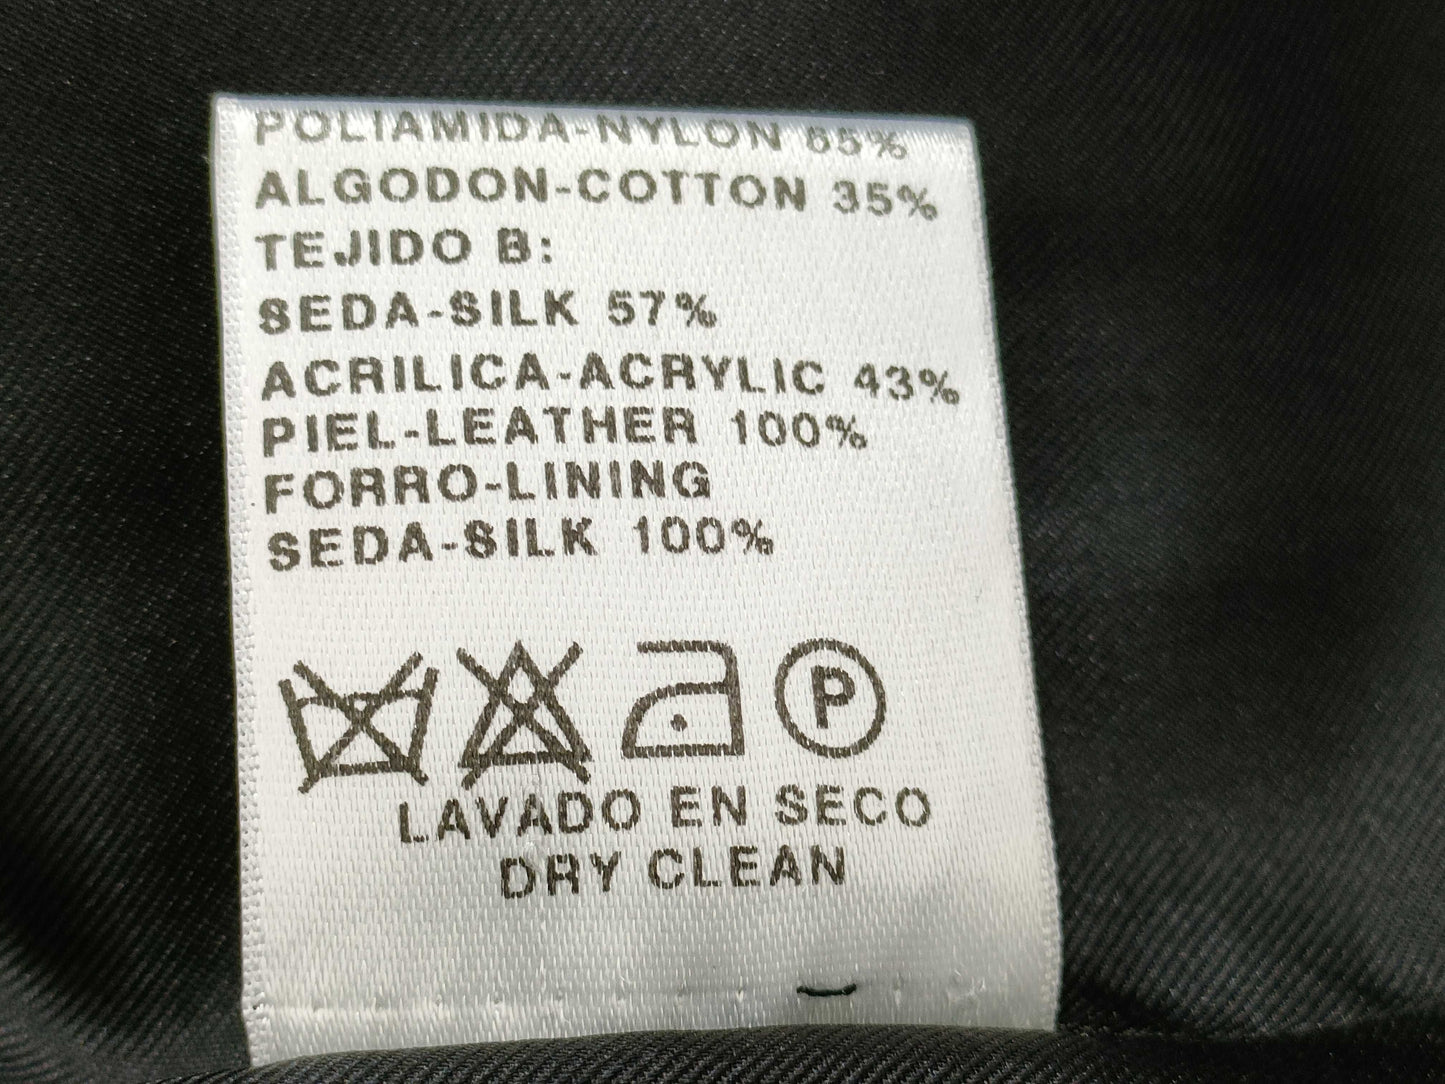 POLIAMIDA-NYLON 65%
ALGODON-COTTON 35%
TEJIDO B:
SEDA-SILK 57%
ACRILICA-ACRYLIC 43%
PIEL-LEATHER 100%
FORRO-LINING
SEDA-SILK 100%
P
LAVADO EN SECO
DRY CLEAN